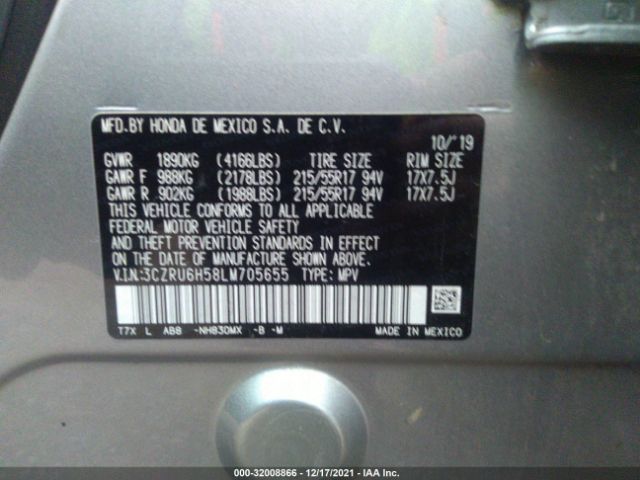 MFD.BY HONDA DE MEXICO S.A. DE C.V.
10/'19
GVWR 1890KG (4166LBS) TIRE SIZE RIM SIZE
GAWR F 988KG (2178LBS) 215/55R17 94V 17X7.5J
GAWR R 902KG (1988LBS) 215/55R17 94V 17X7.5J
THIS VEHICLE CONFORMS TO ALL APPLICABLE
FEDERAL MOTOR VEHICLE SAFETY
AND THEFT PREVENTION STANDARDS IN EFFECT
ON THE DATE OF MANUFACTURE SHOWN ABOVE.
V.I.N.:3CZRU6H58LM705655 TYPE: MPV
T7X L AB8 -NH830MX -B -M MADE IN MEXICO
000-32008866 - 12/17/2021 - IAA Inc.